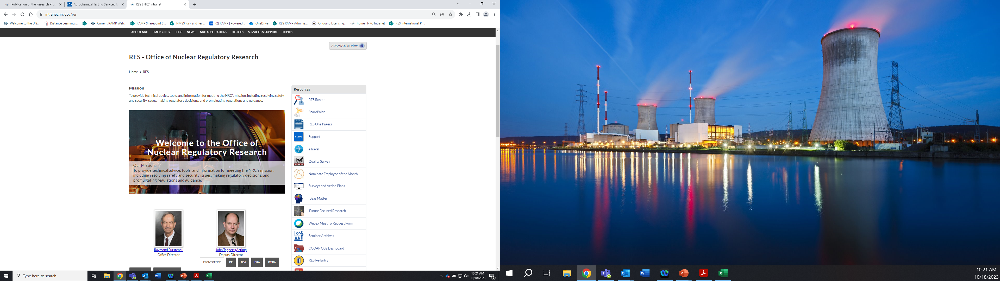 Publication of the Research Pros
Agrochemical Testing Services fo
RES | NRC Intranet
intranet.nrc.gov/res
Welcome to the U.S...
Distance Learning :...
Current RAMP Web...
RAMP Sharepoint S...
NMSS Risk and Tec...
(2) RAMP | Powered...
OneDrive
RES RAMP Adminis...
Ongoing Licensing...
home | NRC Intranet
RES International Pr...
ABOUT NRC EMERGENCY JOBS NEWS NRC APPLICATIONS OFFICES SERVICES & SUPPORT TOPICS
ADAMS Quick View
RES - Office of Nuclear Regulatory Research
Home RES
Mission
To provide technical advice, tools, and information for meeting the NRC's mission, including resolving safety
and security issues, making regulatory decisions, and promulgating regulations and guidance.
Welcome to the Office of
Nuclear Regulatory Research
Our Mission:
To provide technical advice, tools, and information for meeting the NRC's mission,
including resolving safety and security issues, making regulatory decisions, and
promulgating regulations and guidance.
Raymond Furstenau
Office Director
John Tappert (Acting)
Deputy Director
FRONT OFFICE DE DSA DRA PMDA
Resources
RES Roster
SharePoint
RES One Pagers
STAQS
Support
eTravel
SURVEY
Quality Survey
Nominate Employee of the Month
Surveys and Action Plans
Ideas Matter
Future Focused Research
WebEx Meeting Request Form
Seminar Archives
CODAP OpE Dashboard
RES Re-Entry
Type here to search
10:21 AM
10/18/2023
6
10:21 AM
10/18/2023